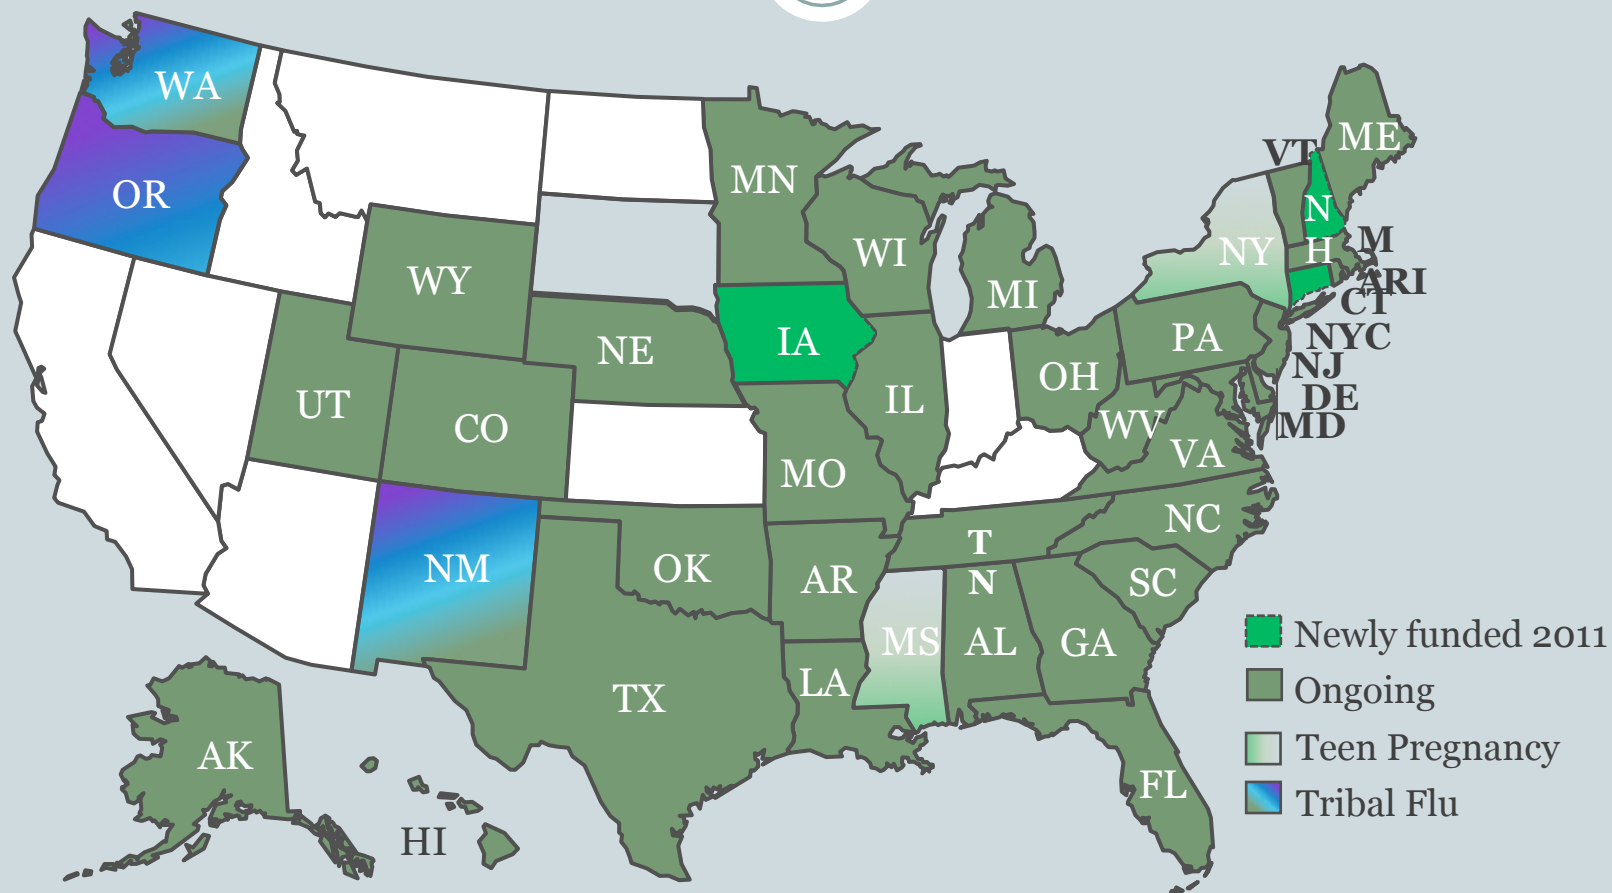 WA
OR
WY
UT
CO
NM
NE
MN
IA
WI
MI
IL
MO
OK
AR
TX
LA
MS
AL
GA
FL
SC
NC
T
N
VA
WV
OH
PA
NY
VT
ME
N
H
M
ARI
CT
NYC
NJ
DE
MD
AK
HI
Newly funded 2011
Ongoing
Teen Pregnancy
Tribal Flu